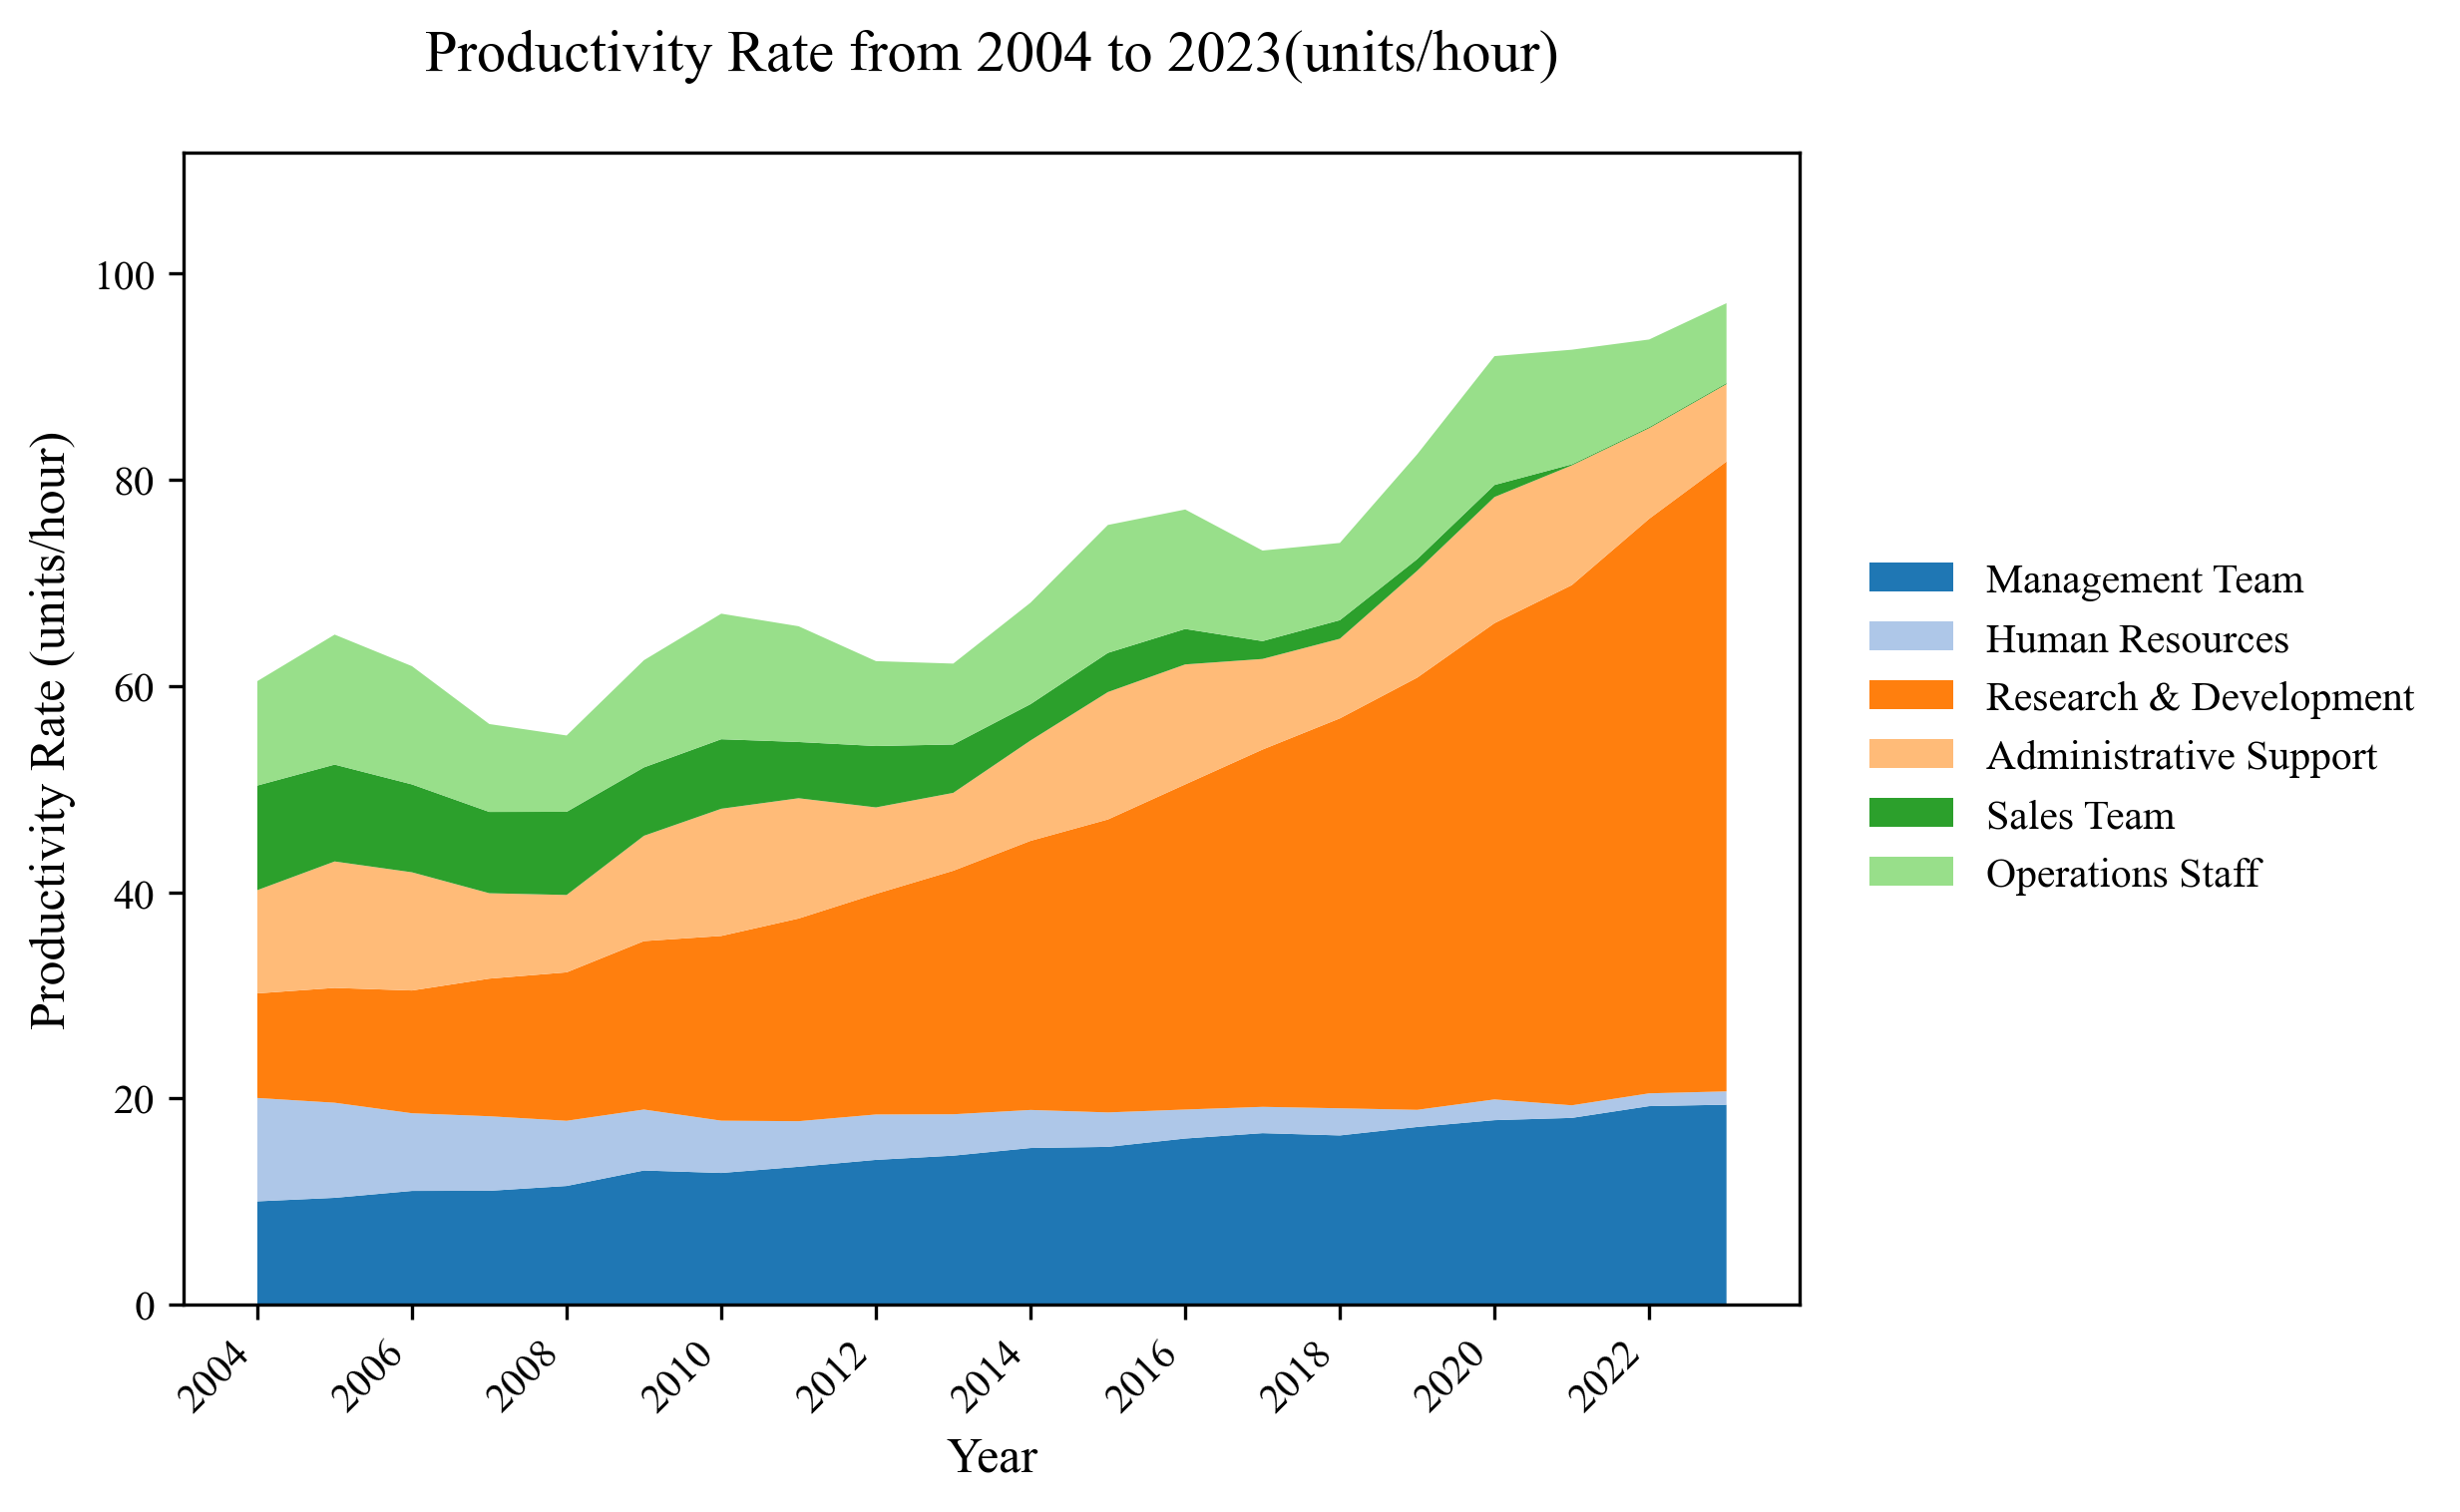 Productivity Rate from 2004 to 2023(units/hour)
Productivity Rate (units/hour)
100
80
60
40
20
0
2004
2006
2008
2010
2012
2014
2016
2018
2020
2022
Year
Management Team
Human Resources
Research & Development
Administrative Support
Sales Team
Operations Staff